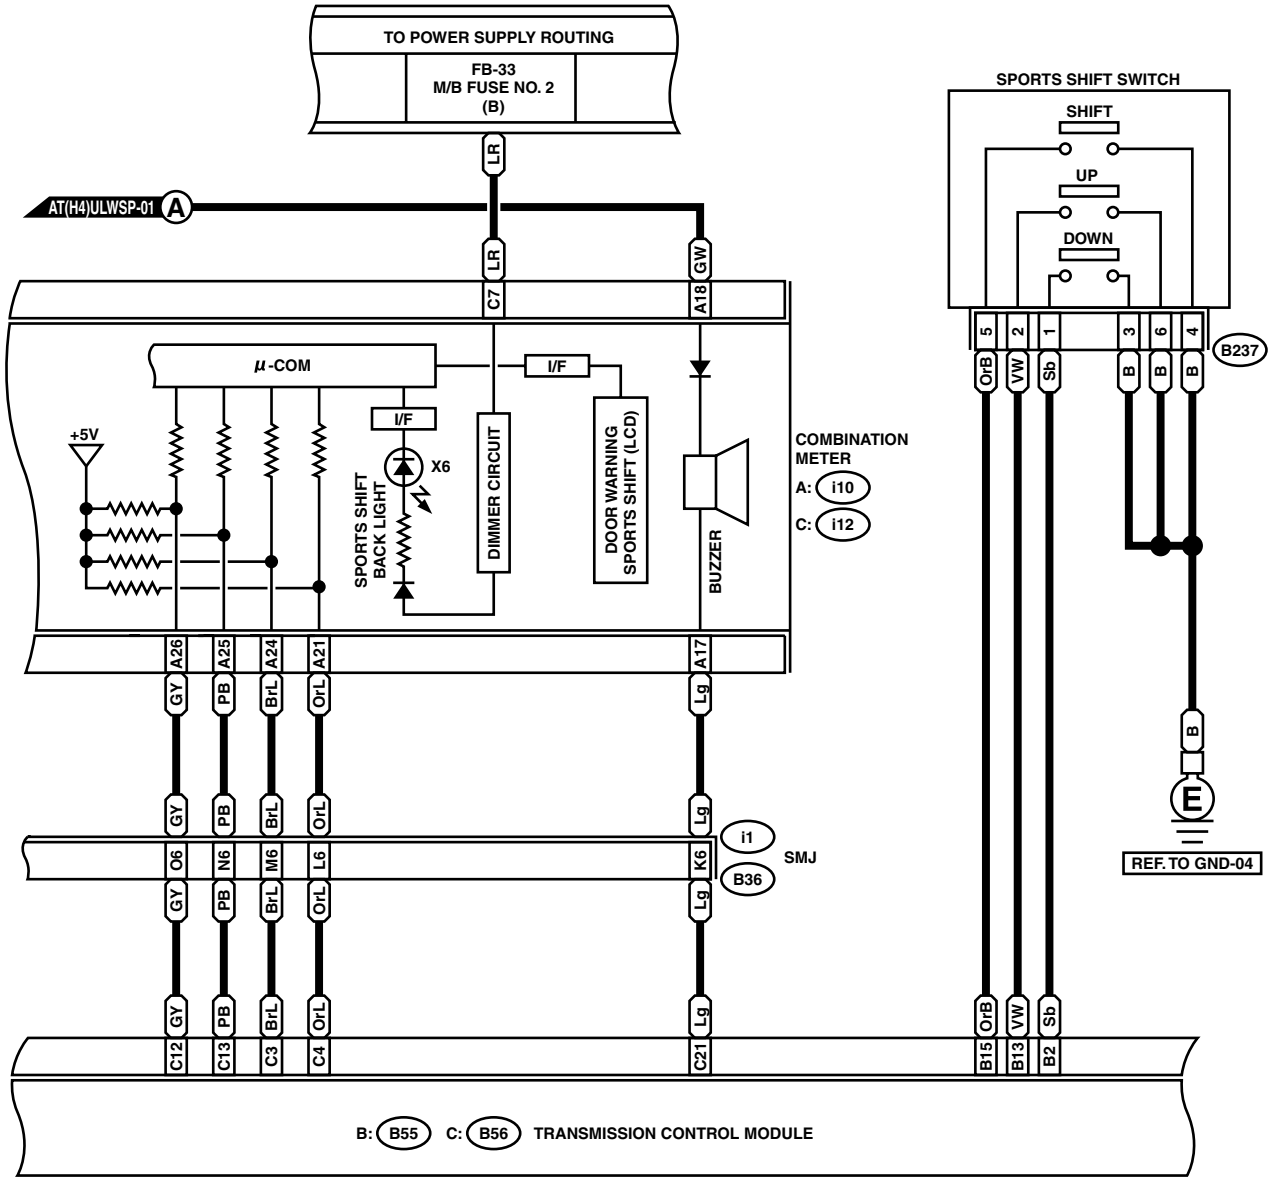 TO POWER SUPPLY ROUTING
FB-33
M/B FUSE NO. 2
(B)
SPORTS SHIFT SWITCH
SHIFT
UP
DOWN
LR
AT(H4)ULWSP-01 A
LR GW
C7 A18
5 2 1 3 6 4
B237
OrB VW Sb B B B
μ-COM
I/F
I/F
+5V
X6
SPORTS SHIFT
BACK LIGHT
DIMMER CIRCUIT
DOOR WARNING
SPORTS SHIFT (LCD)
BUZZER
COMBINATION
METER
A: i10
C: i12
A26 A25 A24 A21 A17
GY PB BrL OrL Lg
B
E
REF. TO GND-04
GY PB BrL OrL Lg
i1
O6 N6 M6 L6 K6
SMJ
B36
GY PB BrL OrL Lg
GY PB BrL OrL Lg OrB VW Sb
C12 C13 C3 C4 C21 B15 B13 B2
B: B55 C: B56 TRANSMISSION CONTROL MODULE